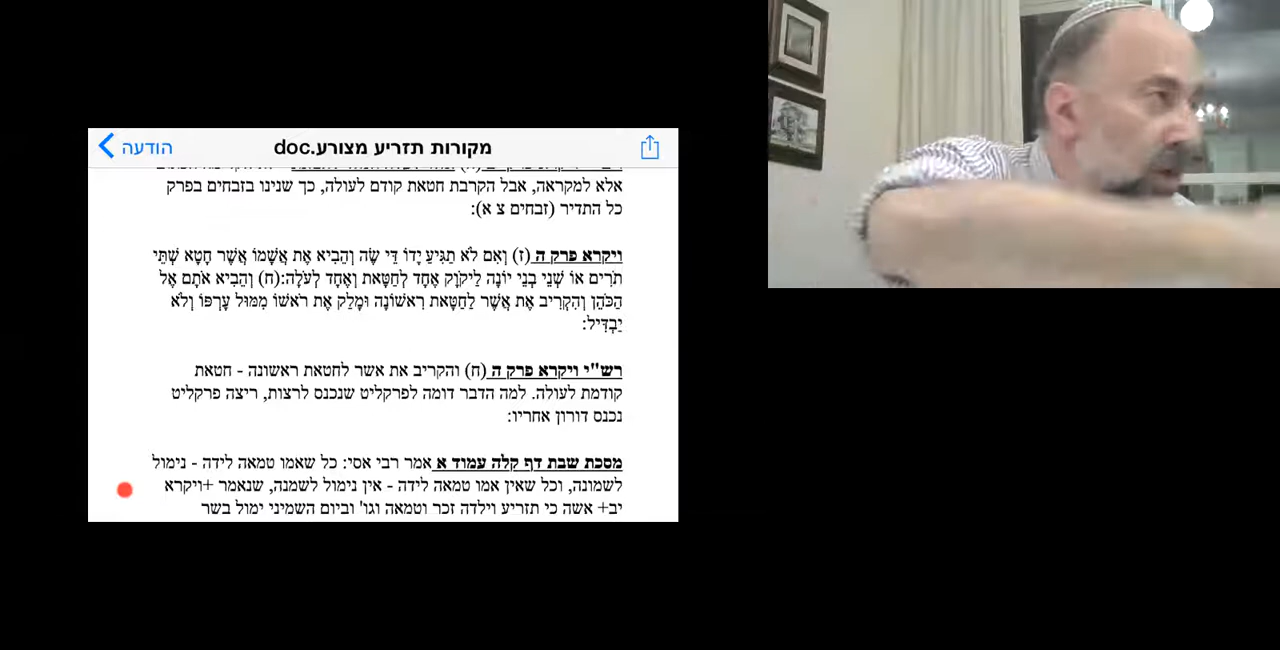 הודעה
מקורות תזריע מצורע.doc
אלא למקראה, אבל הקרבת חטאת קודם לעולה, כך שנינו בזבחים בפרק
כל התדיר (זבחים צ א):
ויקרא פרק ה (ז) וְאִם לֹא תַגִּיעַ יָדוֹ דֵּי שֶׂה וְהֵבִיא אֶת אֲשָׁמוֹ אֲשֶׁר חָטָא שְׁתֵּי
תֹרִים אוֹ שְׁנֵי בְנֵי יוֹנָה לַיקֹוָק אֶחָד לְחַטָּאת וְאֶחָד לְעֹלָה:(ח) וְהֵבִיא אֹתָם אֶל
הַכֹּהֵן וְהִקְרִיב אֶת אֲשֶׁר לַחַטָּאת רִאשׁוֹנָה וּמָלַק אֶת רֹאשׁוֹ מִמּוּל עָרְפּוֹ וְלֹא
יַבְדִּיל:
רש"י ויקרא פרק ה (ח) והקריב את אשר לחטאת ראשונה - חטאת
קודמת לעולה. למה הדבר דומה לפרקליט שנכנס לרצות, ריצה פרקליט
נכנס דורון אחריו:
מסכת שבת דף קלה עמוד א אמר רבי אסי: כל שאמו טמאה לידה - נימול
לשמונה, וכל שאין אמו טמאה לידה - אין נימול לשמנה, שנאמר +ויקרא
יב+ אשה כי תזריע וילדה זכר וטמאה וגו' וביום השמיני ימול בשר